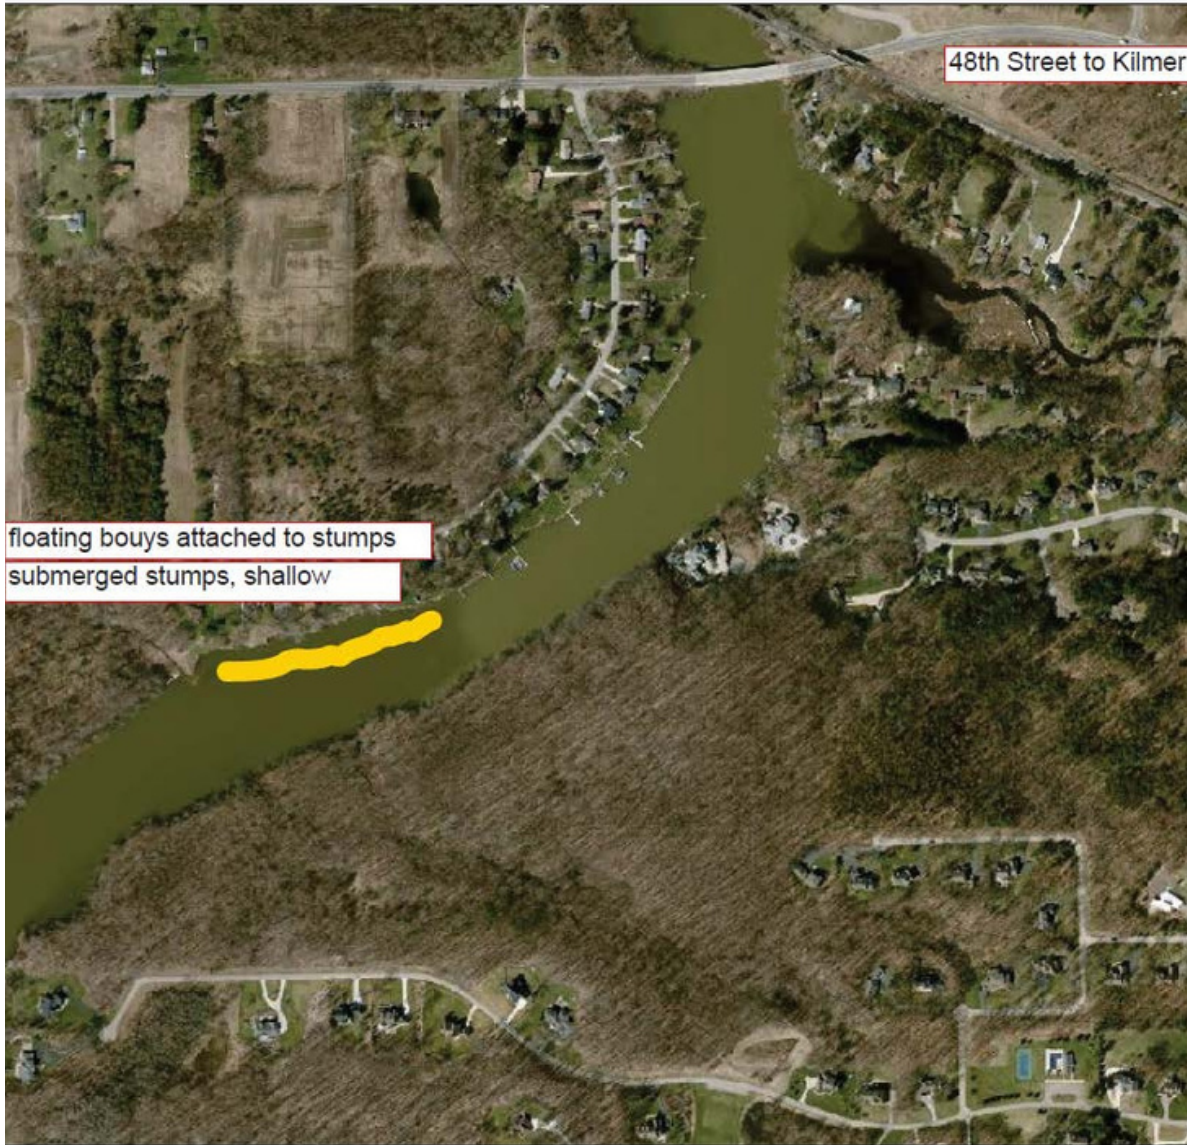 48th Street to Kilmer
floating bouys attached to stumps
submerged stumps, shallow